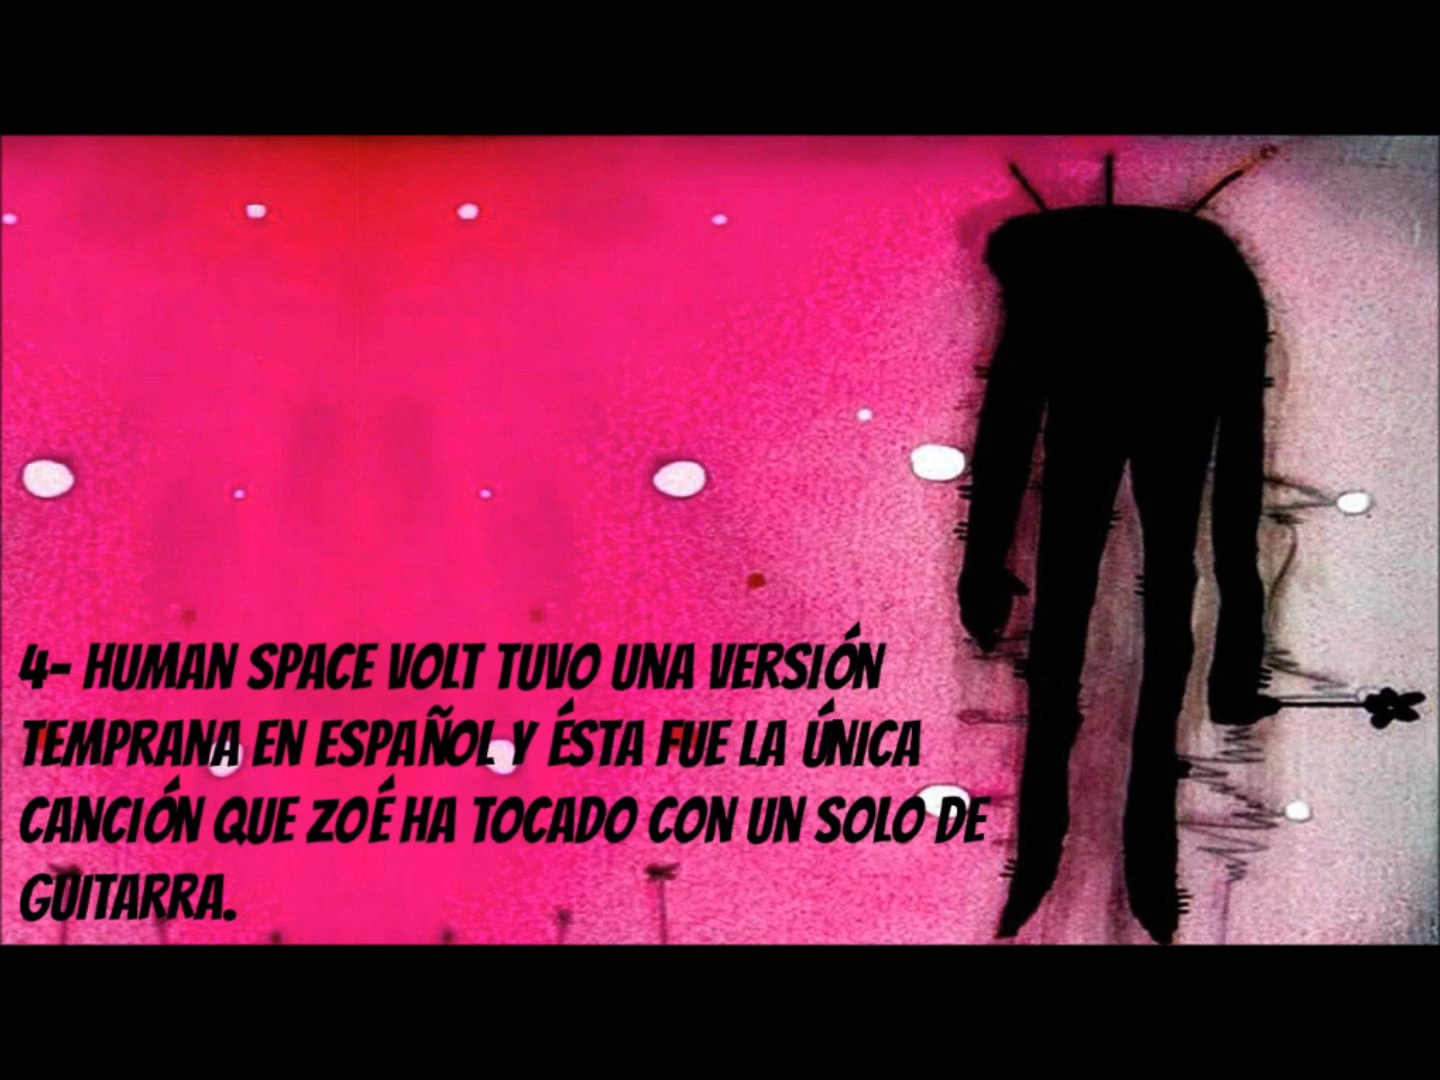 4- HUMAN SPACE VOLT TUVO UNA VERSIÓN
TEMPRANA EN ESPAÑOL Y ÉSTA FUE LA ÚNICA
CANCIÓN QUE ZOÉ HA TOCADO CON UN SOLO DE
GUITARRA.